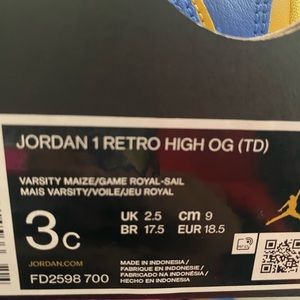 JORDAN 1 RETRO HIGH OG (TD)
VARSITY MAIZE/GAME ROYAL-SAIL
MAIS VARSITY/VOILE/JEU ROYAL
3 C
UK 2.5 cm 9
BR 17.5 EUR 18.5
JORDAN.COM
MADE IN INDONESIA /
FABRIQUE EN INDONESIE /
FABRICADO NA INDONÉSIA /
HECHO EN INDONESIA
FD2598 700